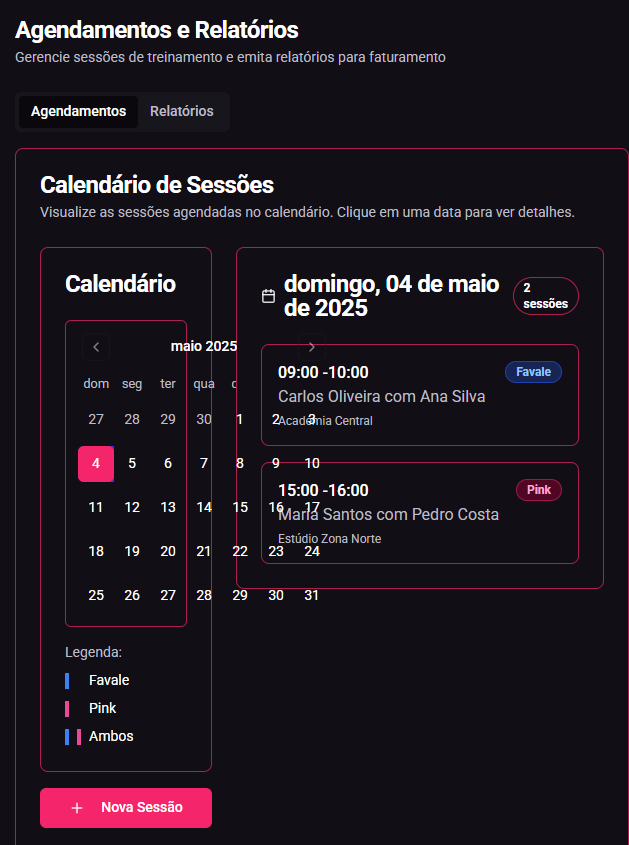 Agendamentos e Relatórios
Gerencie sessões de treinamento e emita relatórios para faturamento
Agendamentos Relatórios
Calendário de Sessões
Visualize as sessões agendadas no calendário. Clique em uma data para ver detalhes.
Calendário
maio 2025
dom seg ter qua
27 28 29 30 1 2 3
4 5 6 7 8 9 10
11 12 13 14 15 16 17
18 19 20 21 22 23 24
25 26 27 28 29 30 31
Legenda:
Favale
Pink
Ambos
Nova Sessão
domingo, 04 de maio
de 2025
2
sessões
09:00 -10:00
Favale
Carlos Oliveira com Ana Silva
Academia Central
15:00 -16:00
Pink
Maria Santos com Pedro Costa
Estúdio Zona Norte